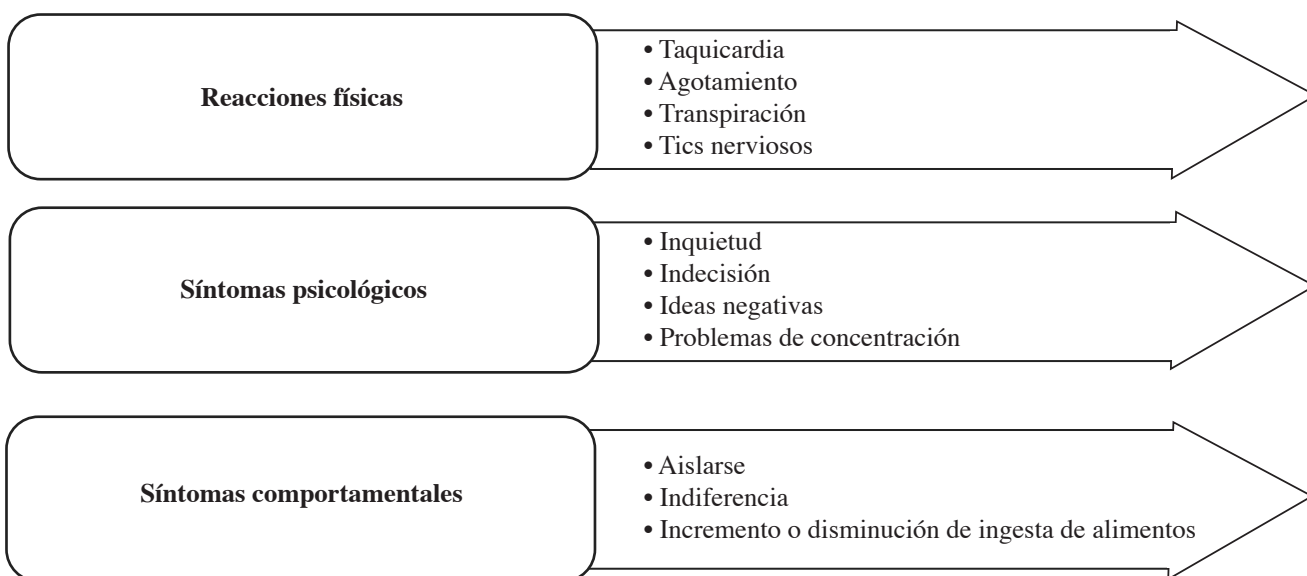 Reacciones físicas
• Taquicardia
• Agotamiento
• Transpiración
• Tics nerviosos
Síntomas psicológicos
• Inquietud
• Indecisión
• Ideas negativas
• Problemas de concentración
Síntomas comportamentales
• Aislarse
• Indiferencia
• Incremento o disminución de ingesta de alimentos